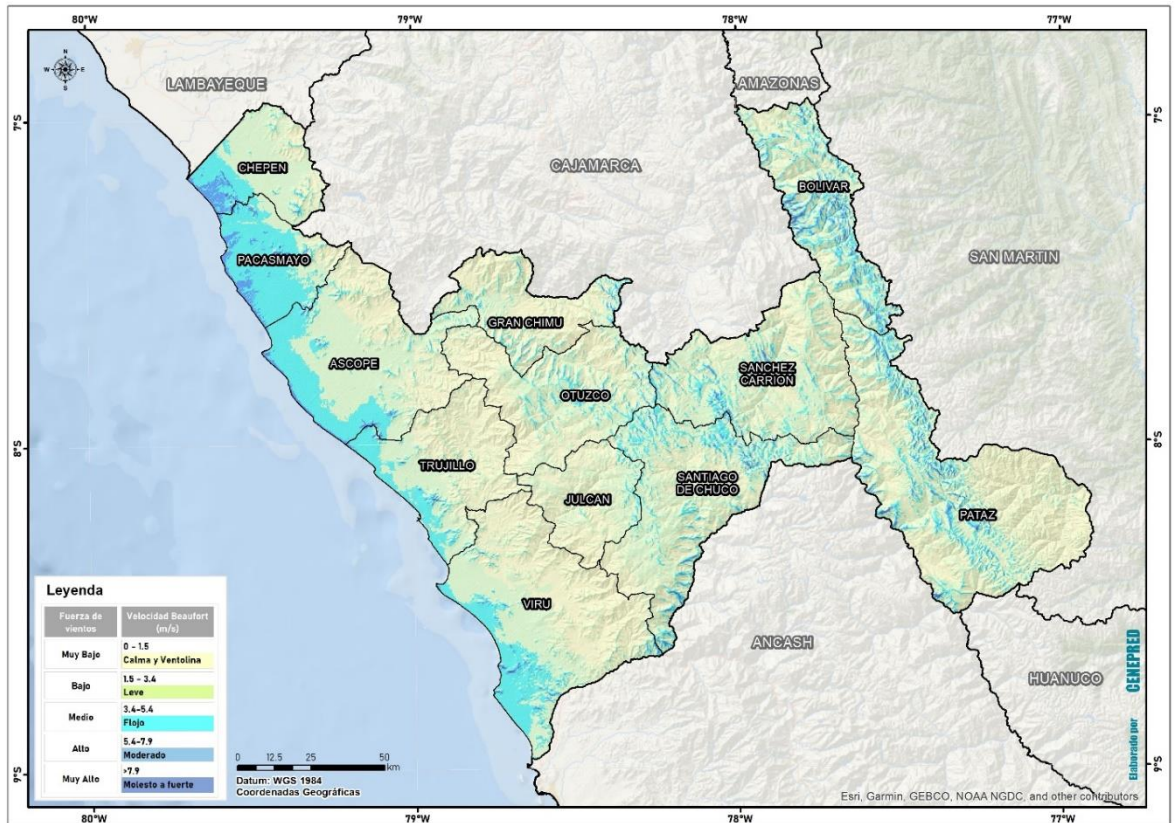 80°W
79°W
78°W
77°W
N
W
E
S
LAMBAYEQUE
AMAZONAS
7°S
7°S
CHEPEN
CAJAMARCA
BOLIVAR
PACASMAYO
SAN MARTIN
GRAN CHIMU
ASCOPE
SANCHEZ
CARRION
OTUZCO
8°S
8°S
TRUJILLO
SANTIAGO
DE CHUCO
JULCAN
PATAZ
VIRU
ANCASH
HUANUCO
Leyenda
Fuerza de
vientos
Velocidad Beaufort
(m/s)
Muy Bajo
0 - 1.5
Calma y Ventolina
Bajo
1.5 - 3.4
Leve
Medio
3.4-5.4
Flojo
Alto
5.4-7.9
Moderado
Muy Alto
>7.9
Molesto a fuerte
0 12.5 25 50
km
Datum: WGS 1984
Coordenadas Geográficas
9°S
9°S
Elaborado por CENEPRED
Esri, Garmin, GEBCO, NOAA NGDC, and other contributors
80°W
79°W
78°W
77°W